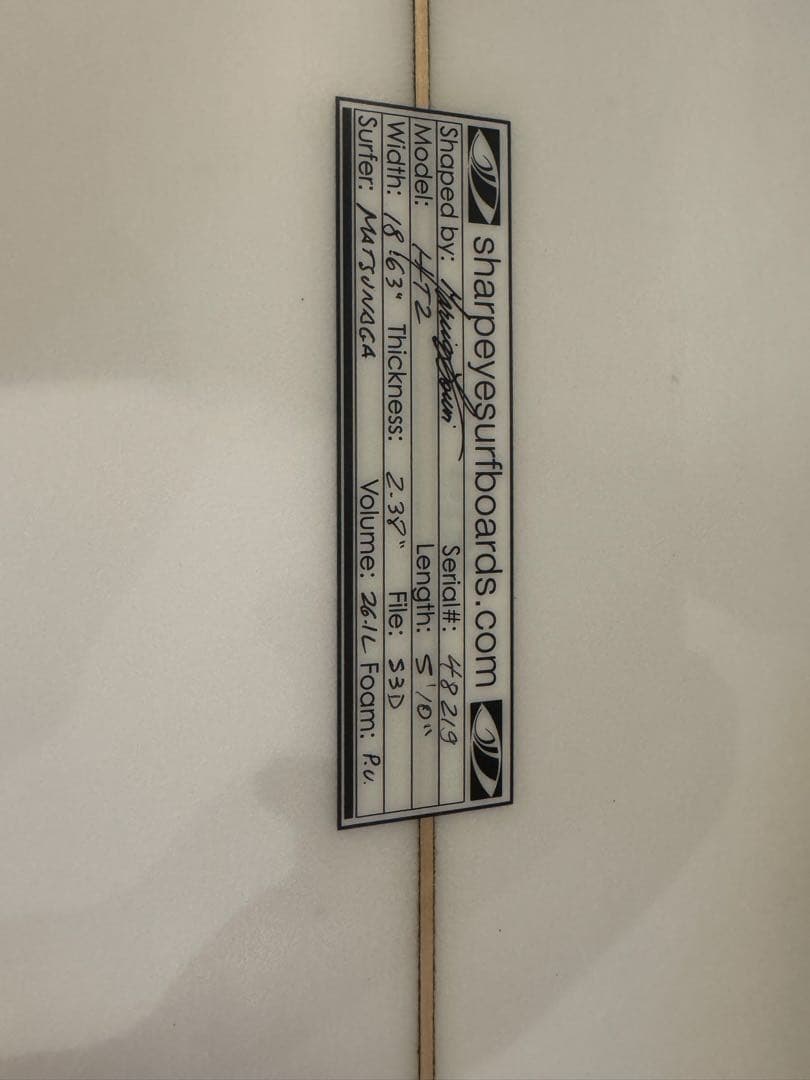 sharpeyesurfboards.com
Shaped by: Serial#: 48219
Model: HT2 Length: 5'10"
Width: 18.63" Thickness: 2.38" File: S3D
Surfer: MATSUNAGA Volume: 26.1L Foam: P.U.